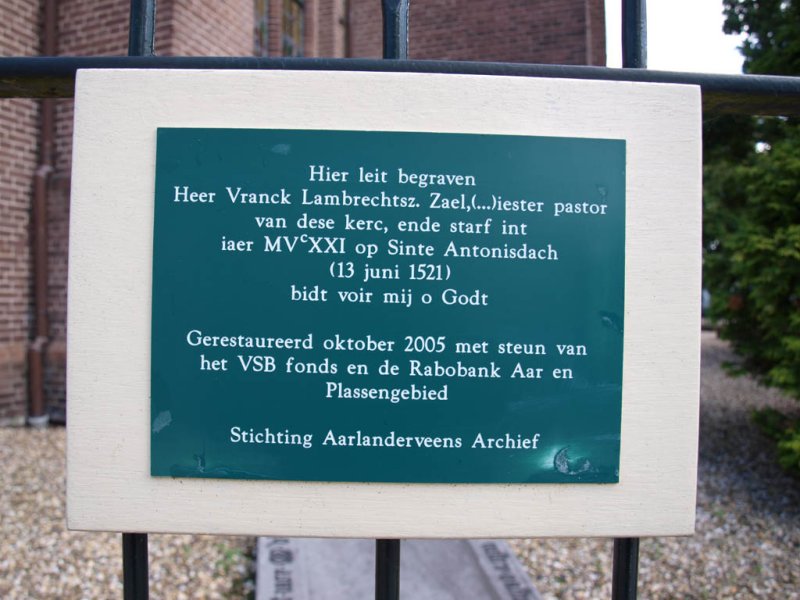 Hier leit begraven
Heer Vranck Lambrechtsz. Zael,(...)iester pastor
van dese kerc, ende starf int
iaer MVᶜXXI op Sinte Antonisdach
(13 juni 1521)
bidt voir mij o Godt
Gerestaureerd oktober 2005 met steun van
het VSB fonds en de Rabobank Aar en
Plassengebied
Stichting Aarlanderveens Archief